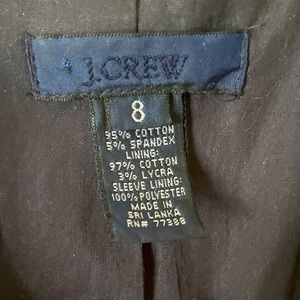 J.CREW
8
95% COTTON
5% SPANDEX
LINING:
97% COTTON
3% LYCRA
SLEEVE LINING:
100% POLYESTER
MADE IN
SRI LANKA
RN# 77388